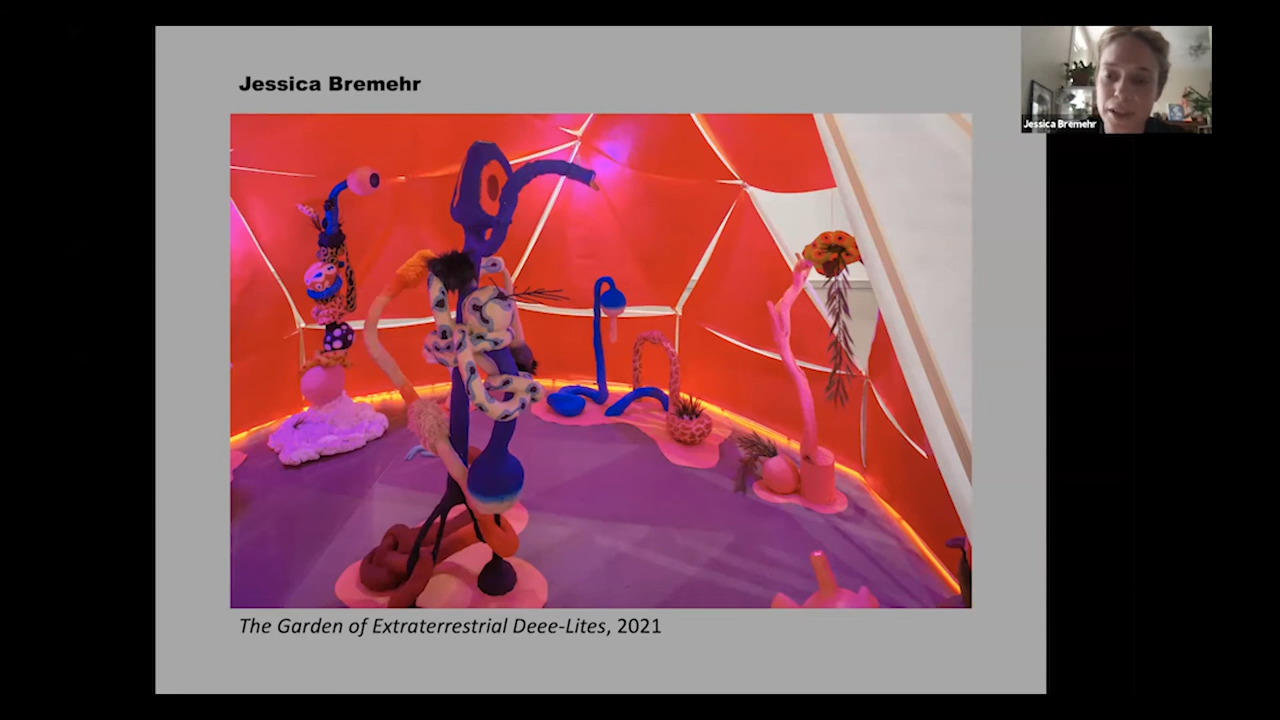 Jessica Bremehr
Jessica Bremehr
The Garden of Extraterrestrial Deee-Lites, 2021